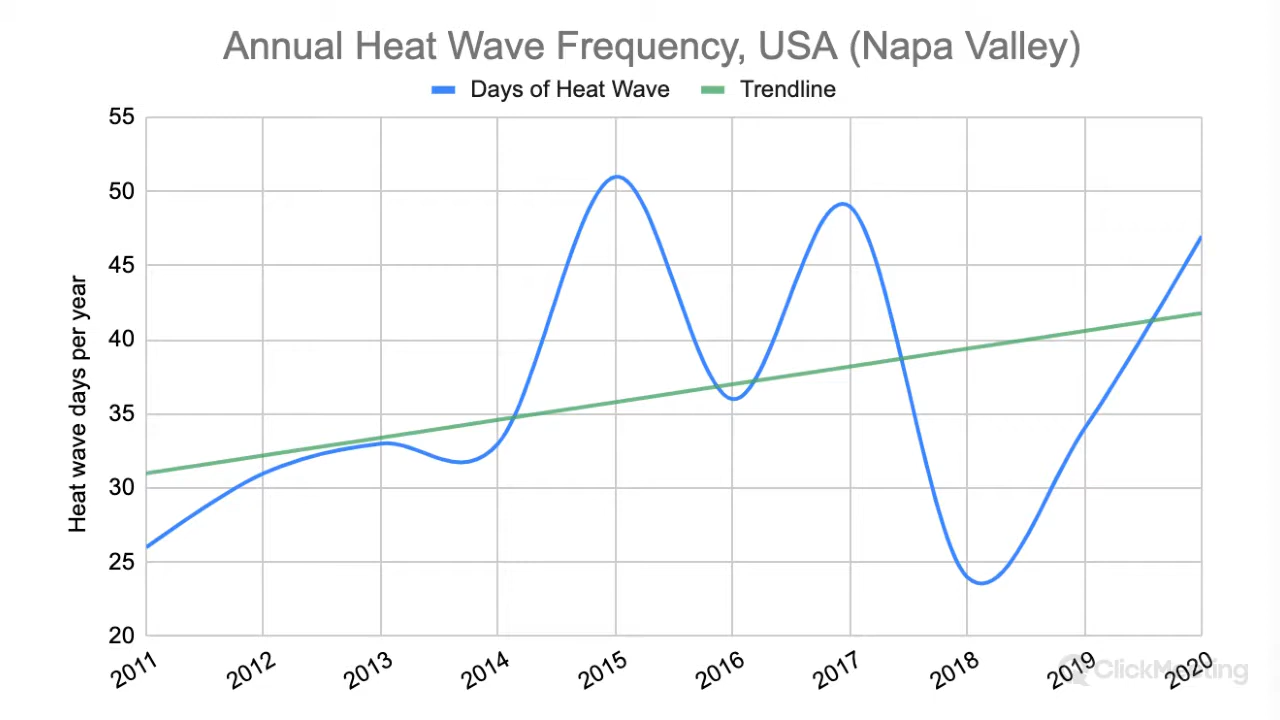 Annual Heat Wave Frequency, USA (Napa Valley)
Days of Heat Wave Trendline
55
50
45
40
35
30
25
20
Heat wave days per year
2011 2012 2013 2014 2015 2016 2017 2018 2019 2020
ClickMeeting